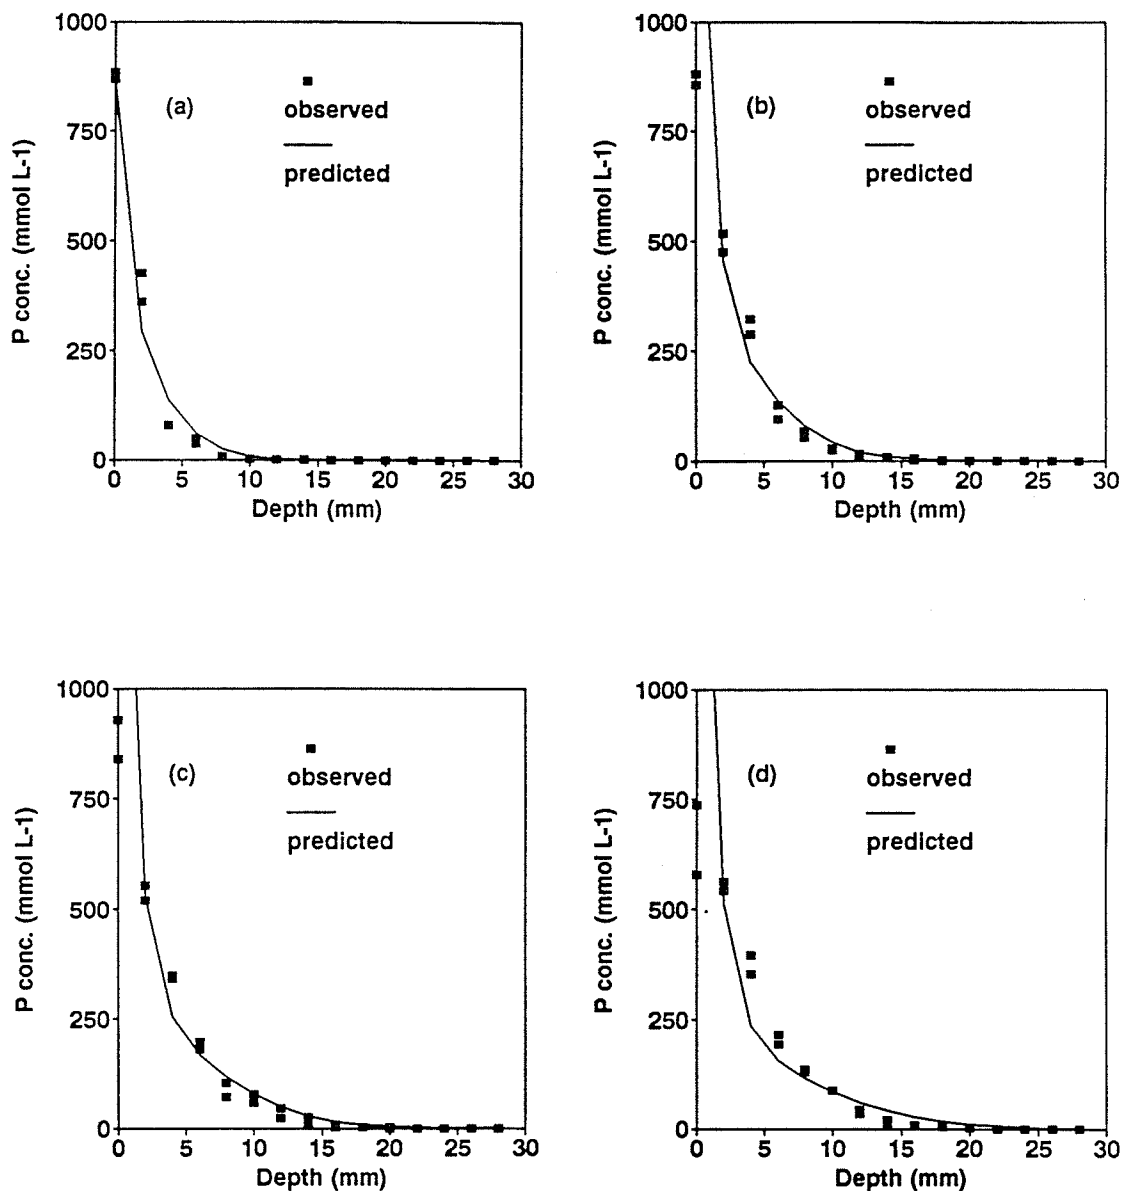 1000
750
500
250
0
P conc. (mmol L-1)
(a)
observed
predicted
0 5 10 15 20 25 30
Depth (mm)
1000
750
500
250
0
P conc. (mmol L-1)
(b)
observed
predicted
0 5 10 15 20 25 30
Depth (mm)
1000
750
500
250
0
P conc. (mmol L-1)
(c)
observed
predicted
0 5 10 15 20 25 30
Depth (mm)
1000
750
500
250
0
P conc. (mmol L-1)
(d)
observed
predicted
0 5 10 15 20 25 30
Depth (mm)